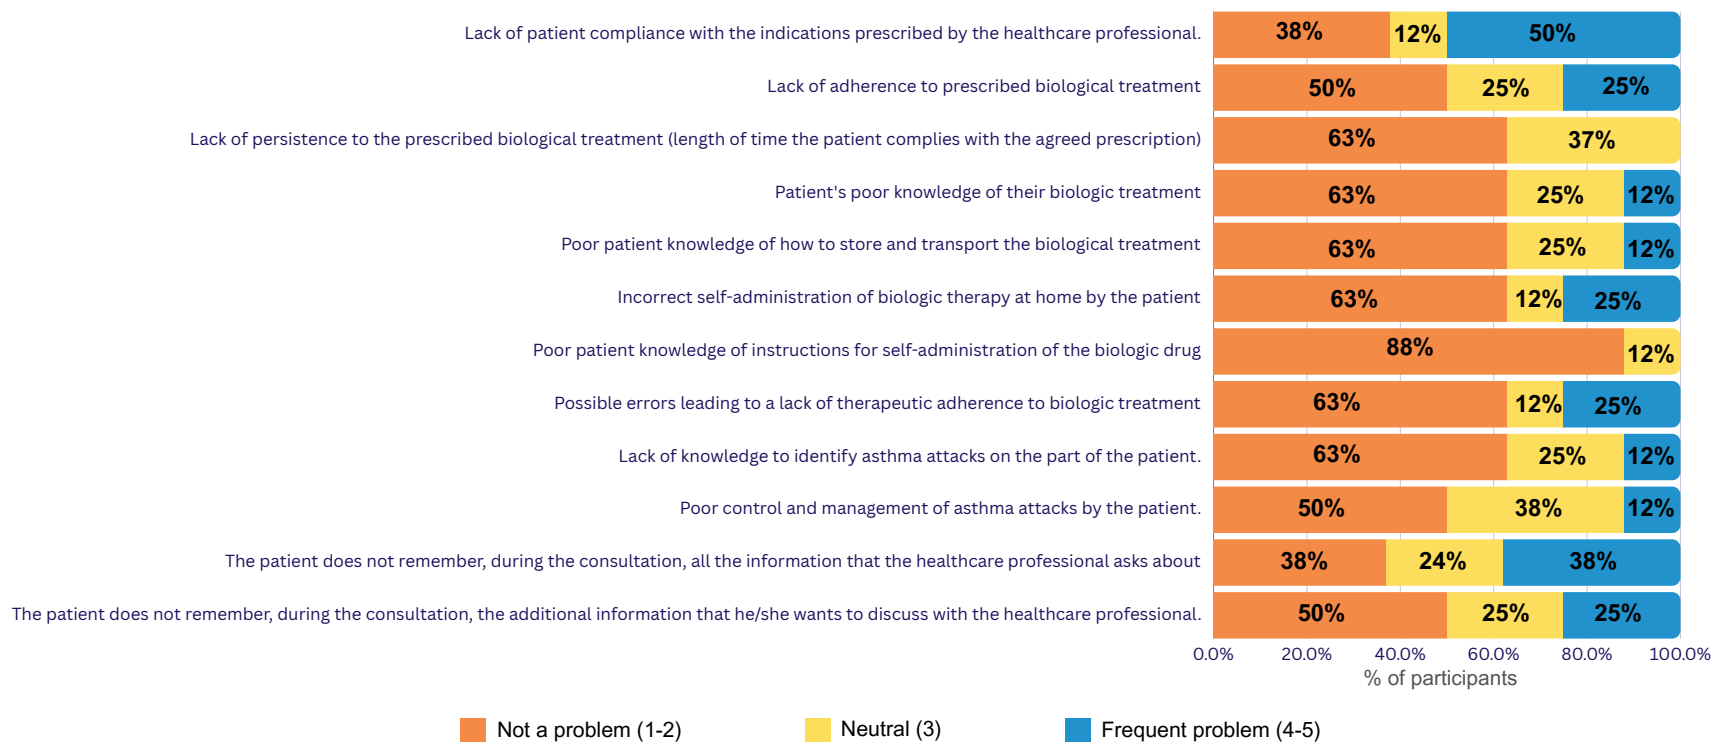 Lack of patient compliance with the indications prescribed by the healthcare professional. 38% 12% 50%
Lack of adherence to prescribed biological treatment 50% 25% 25%
Lack of persistence to the prescribed biological treatment (length of time the patient complies with the agreed prescription) 63% 37%
Patient's poor knowledge of their biologic treatment 63% 25% 12%
Poor patient knowledge of how to store and transport the biological treatment 63% 25% 12%
Incorrect self-administration of biologic therapy at home by the patient 63% 12% 25%
Poor patient knowledge of instructions for self-administration of the biologic drug 88% 12%
Possible errors leading to a lack of therapeutic adherence to biologic treatment 63% 12% 25%
Lack of knowledge to identify asthma attacks on the part of the patient. 63% 25% 12%
Poor control and management of asthma attacks by the patient. 50% 38% 12%
The patient does not remember, during the consultation, all the information that the healthcare professional asks about 38% 24% 38%
The patient does not remember, during the consultation, the additional information that he/she wants to discuss with the healthcare professional. 50% 25% 25%
0.0% 20.0% 40.0% 60.0% 80.0% 100.0%
% of participants
Not a problem (1-2) Neutral (3) Frequent problem (4-5)